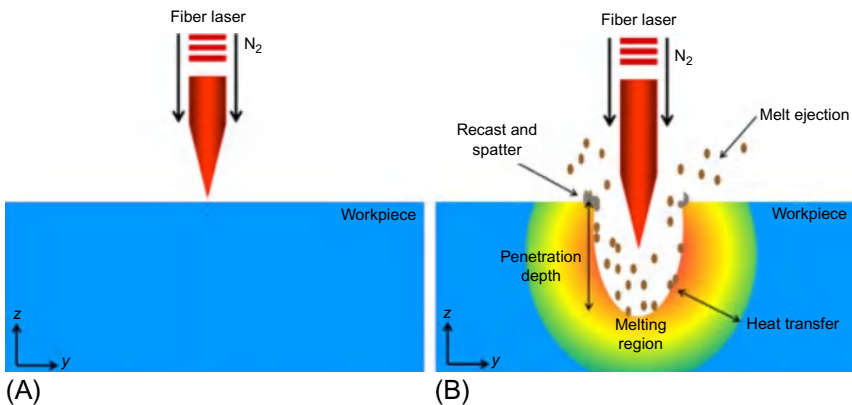 Fiber laser
N2
Workpiece
z
y
(A)
Fiber laser
N2
Melt ejection
Recast and
spatter
Workpiece
Penetration
depth
Melting
region
Heat transfer
z
y
(B)